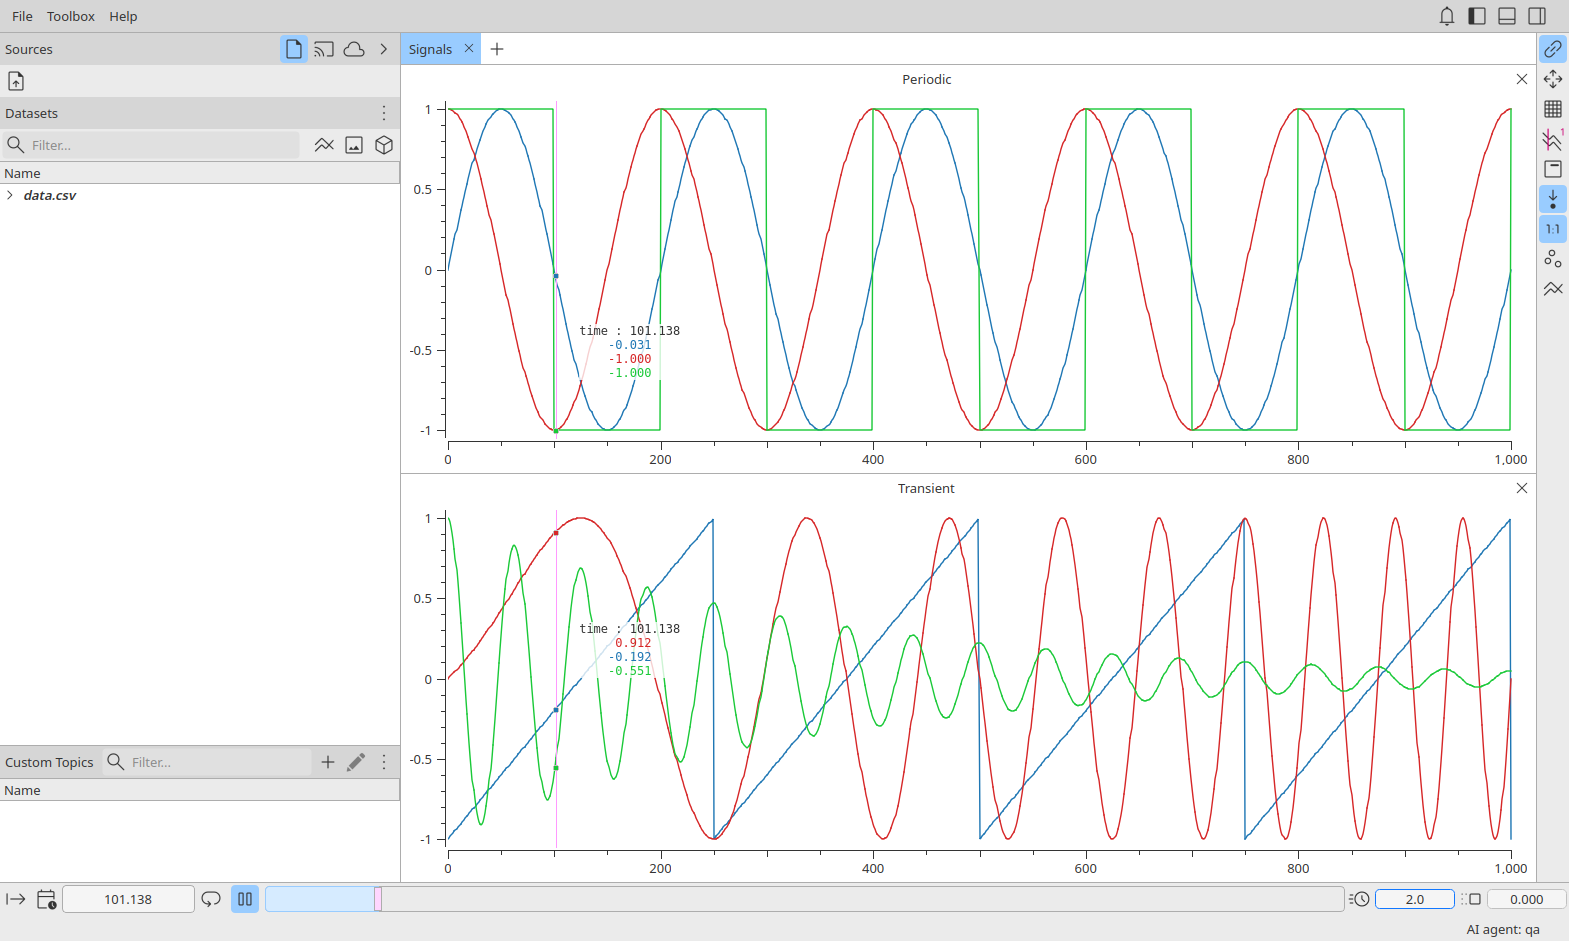 File Toolbox Help
Sources
Signals
Datasets
Filter...
Name
data.csv
Custom Topics
Filter...
Name
Periodic
1
0.5
0
-0.5
-1
time : 101.138
-0.031
-1.000
-1.000
0 200 400 600 800 1,000
Transient
1
0.5
0
-0.5
-1
time : 101.138
0.912
-0.192
-0.551
0 200 400 600 800 1,000
1
1:1
101.138
2.0
0.000
AI agent: qa